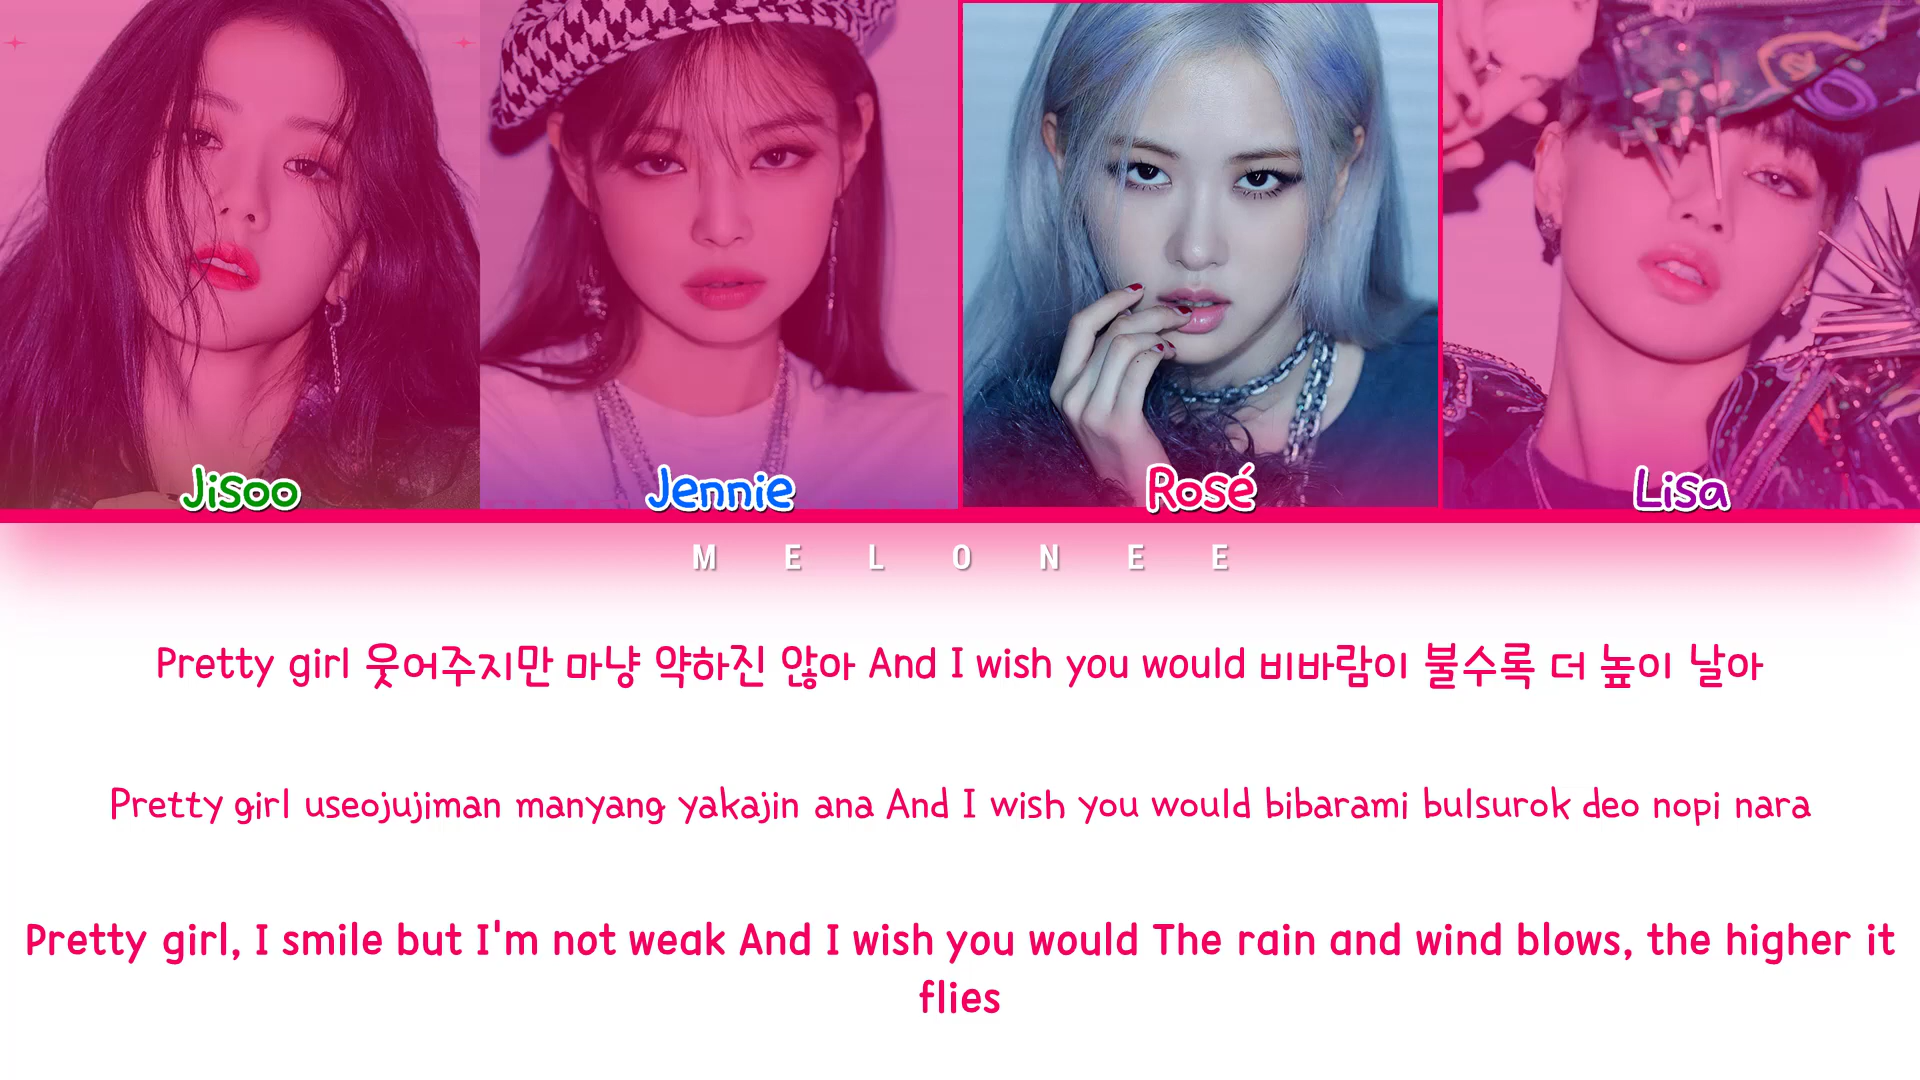 Jisoo
Jennie
Rosé
Lisa
M E L O N E E
Pretty girl 웃어주지만 마냥 약하진 않아 And I wish you would 비바람이 불수록 더 높이 날아
Pretty girl useojujiman manyang yakajin ana And I wish you would bibarami bulsurok deo nopi nara
Pretty girl, I smile but I'm not weak And I wish you would The rain and wind blows, the higher it
flies